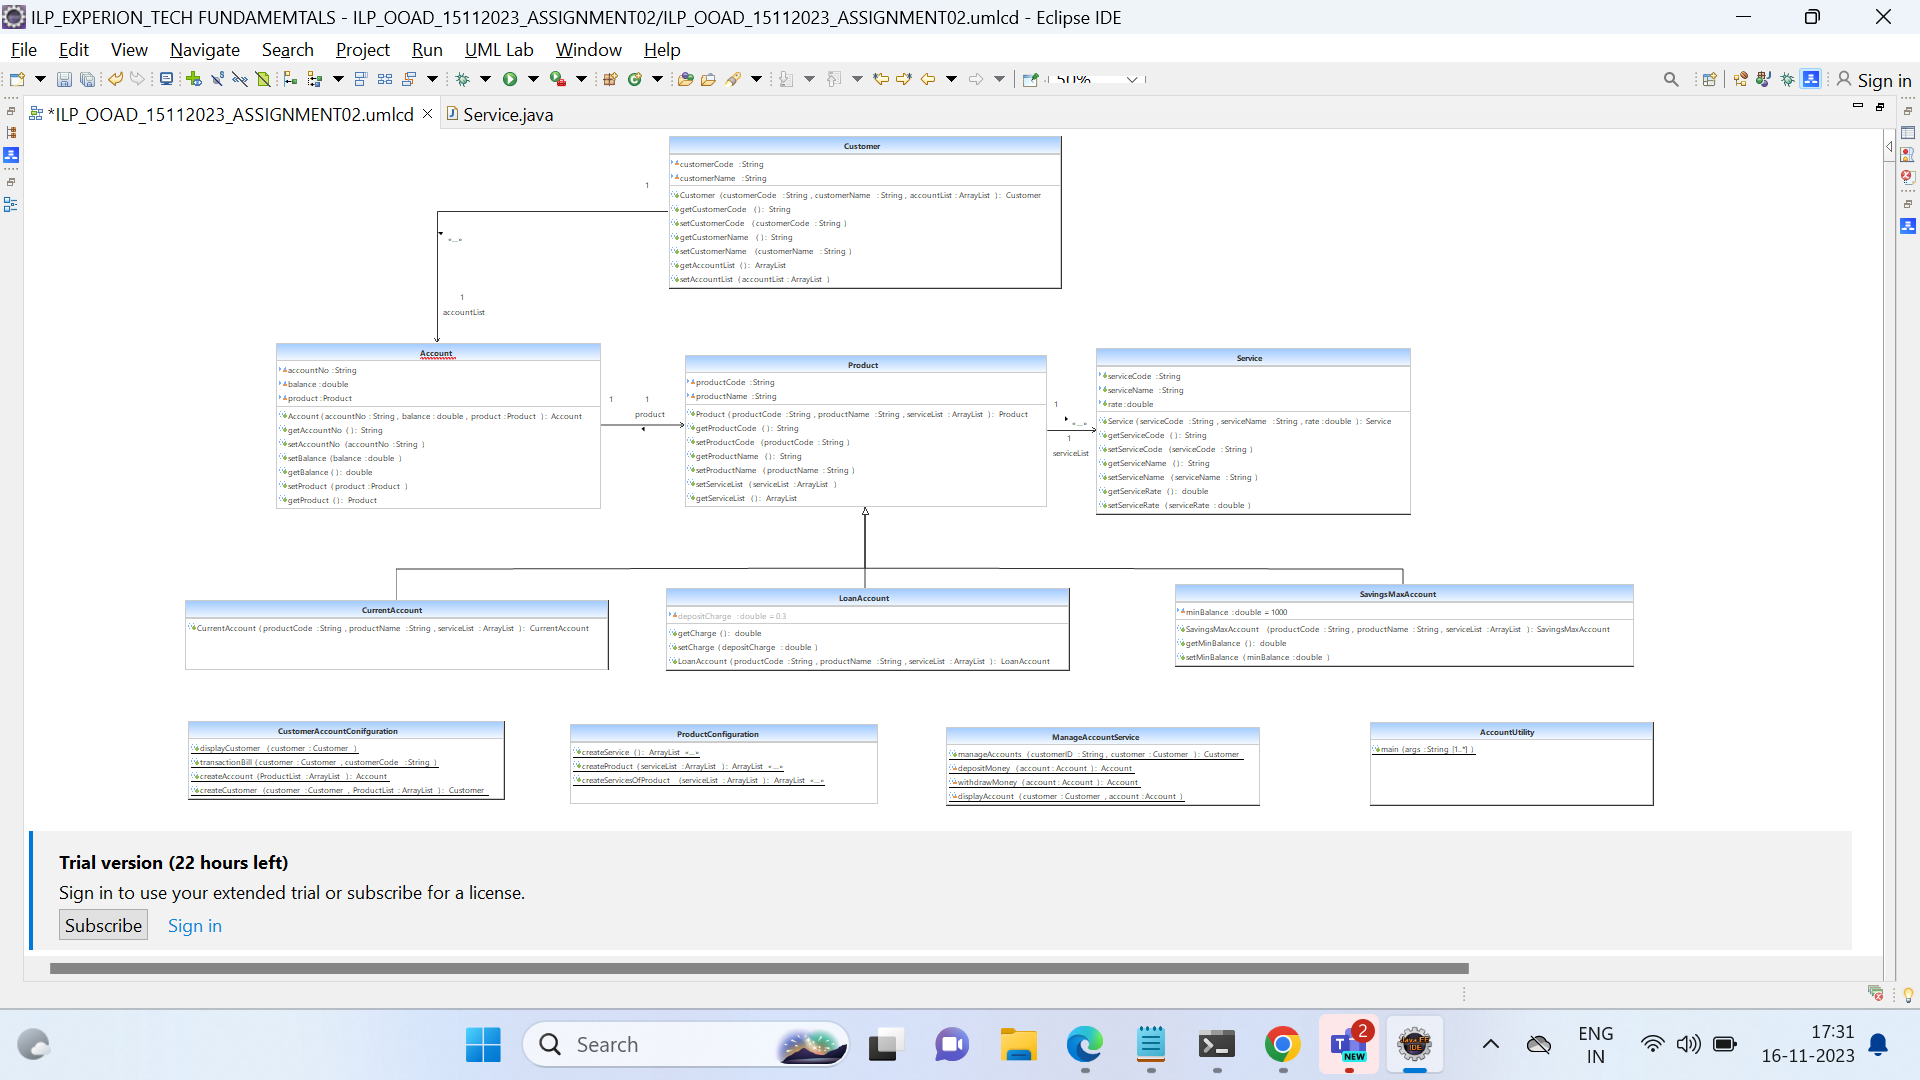 ILP_EXPERION_TECH FUNDAMEMTALS - ILP_OOAD_15112023_ASSIGNMENT02/ILP_OOAD_15112023_ASSIGNMENT02.umlcd - Eclipse IDE
File Edit View Navigate Search Project Run UML Lab Window Help
50%
Sign in
*ILP_OOAD_15112023_ASSIGNMENT02.umlcd
Service.java
Customer
customerCode : String
customerName : String
Customer ( customerCode : String , customerName : String , accountList : ArrayList ) : Customer
getCustomerCode ( ) : String
setCustomerCode ( customerCode : String )
getCustomerName ( ) : String
setCustomerName ( customerName : String )
getAccountList ( ) : ArrayList
setAccountList ( accountList : ArrayList )
1
«...»
1
accountList
Account
accountNo : String
balance : double
product : Product
Account ( accountNo : String , balance : double , product : Product ) : Account
getAccountNo ( ) : String
setAccountNo ( accountNo : String )
setBalance ( balance : double )
getBalance ( ) : double
setProduct ( product : Product )
getProduct ( ) : Product
1 1
product
Product
productCode : String
productName : String
Product ( productCode : String , productName : String , serviceList : ArrayList ) : Product
getProductCode ( ) : String
setProductCode ( productCode : String )
getProductName ( ) : String
setProductName ( productName : String )
setServiceList ( serviceList : ArrayList )
getServiceList ( ) : ArrayList
1
«...»
1
serviceList
Service
serviceCode : String
serviceName : String
rate : double
Service ( serviceCode : String , serviceName : String , rate : double ) : Service
getServiceCode ( ) : String
setServiceCode ( serviceCode : String )
getServiceName ( ) : String
setServiceName ( serviceName : String )
getServiceRate ( ) : double
setServiceRate ( serviceRate : double )
CurrentAccount
CurrentAccount ( productCode : String , productName : String , serviceList : ArrayList ) : CurrentAccount
LoanAccount
depositCharge : double = 0.3
getCharge ( ) : double
setCharge ( depositCharge : double )
LoanAccount ( productCode : String , productName : String , serviceList : ArrayList ) : LoanAccount
SavingsMaxAccount
minBalance : double = 1000
SavingsMaxAccount ( productCode : String , productName : String , serviceList : ArrayList ) : SavingsMaxAccount
getMinBalance ( ) : double
setMinBalance ( minBalance : double )
CustomerAccountConifguration
displayCustomer ( customer : Customer )
transactionBill ( customer : Customer , customerCode : String )
createAccount ( ProductList : ArrayList ) : Account
createCustomer ( customer : Customer , ProductList : ArrayList ) : Customer
ProductConfiguration
createService ( ) : ArrayList «...»
createProduct ( serviceList : ArrayList ) : ArrayList «...»
createServicesOfProduct ( serviceList : ArrayList ) : ArrayList «...»
ManageAccountService
manageAccounts ( customerID : String , customer : Customer ) : Customer
depositMoney ( account : Account ) : Account
withdrawMoney ( account : Account ) : Account
displayAccount ( customer : Customer , account : Account )
AccountUtility
main ( args : String [1..*] )
Trial version (22 hours left)
Sign in to use your extended trial or subscribe for a license.
Subscribe Sign in
Search
NEW
2
Java EE
IDE
ENG
IN
17:31
16-11-2023